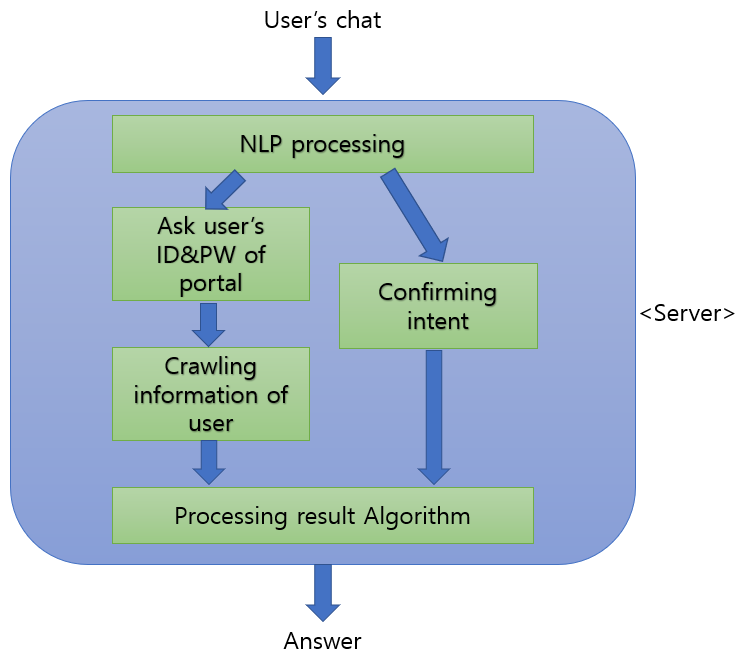 User's chat
NLP processing
Ask user's
ID&PW of
portal
Confirming
intent
<Server>
Crawling
information of
user
Processing result Algorithm
Answer